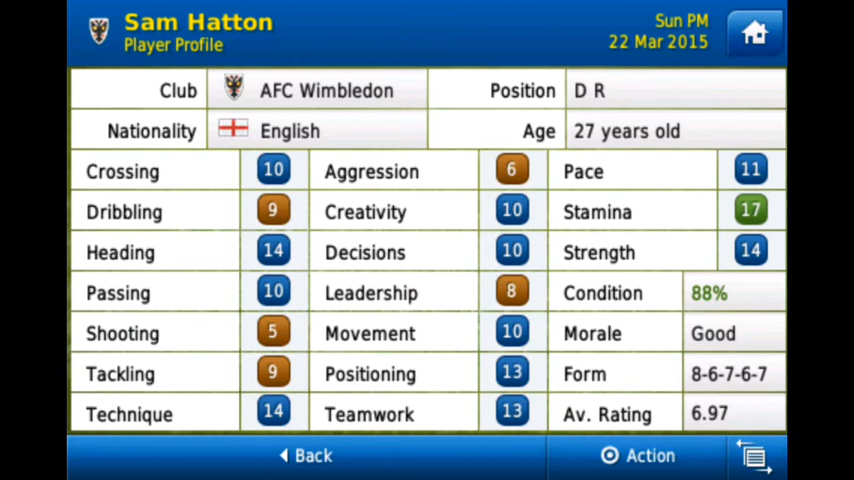 Sam Hatton
Player Profile
Sun PM
22 Mar 2015
Club AFC Wimbledon Position D R
Nationality English Age 27 years old
Crossing 10 Aggression 6 Pace 11
Dribbling 9 Creativity 10 Stamina 17
Heading 14 Decisions 10 Strength 14
Passing 10 Leadership 8 Condition 88%
Shooting 5 Movement 10 Morale Good
Tackling 9 Positioning 13 Form 8-6-7-6-7
Technique 14 Teamwork 13 Av. Rating 6.97
Back Action